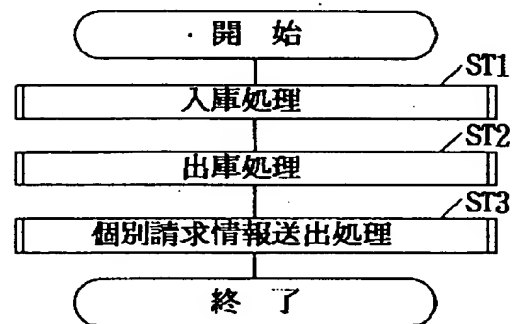 開 始
ST1
入庫処理
ST2
出庫処理
ST3
個別請求情報送出処理
終 了